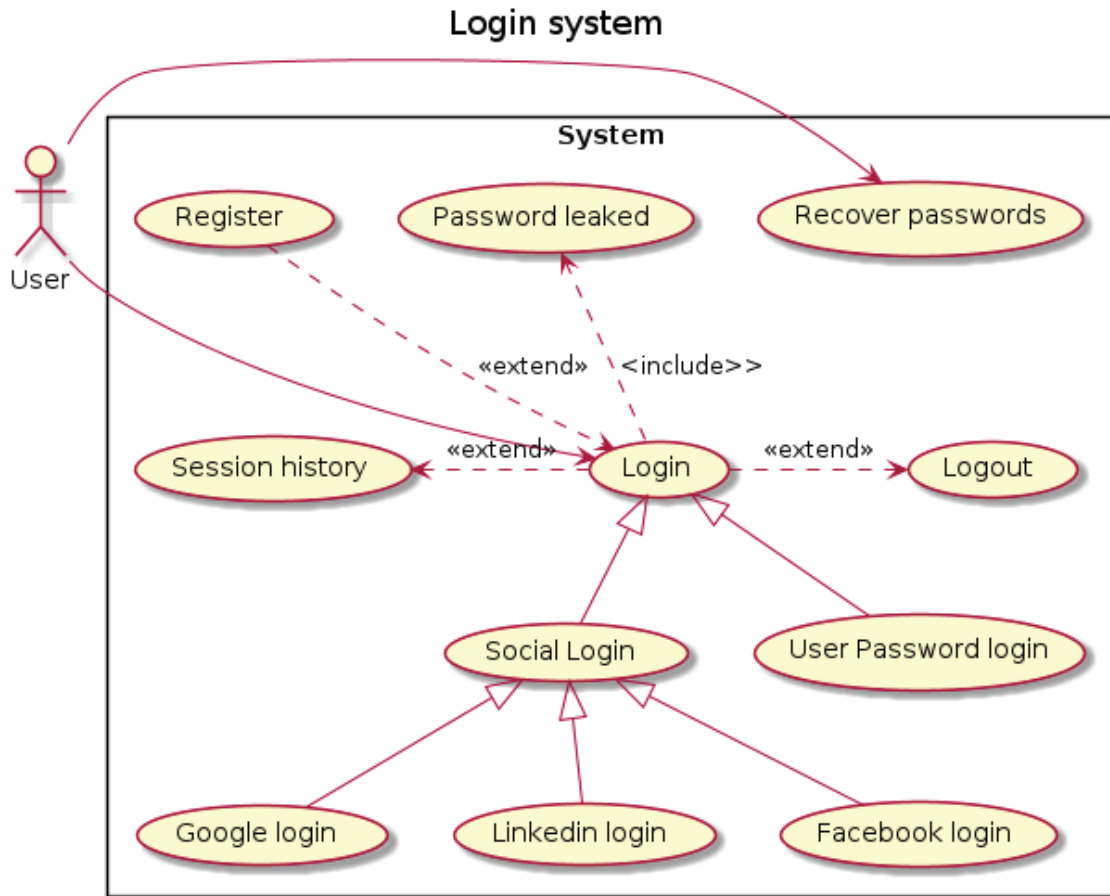 Login system
System
Register
Password leaked
Recover passwords
User
«extend»
<include>>
Session history
«extend»
Login
«extend»
Logout
Social Login
User Password login
Google login
Linkedin login
Facebook login